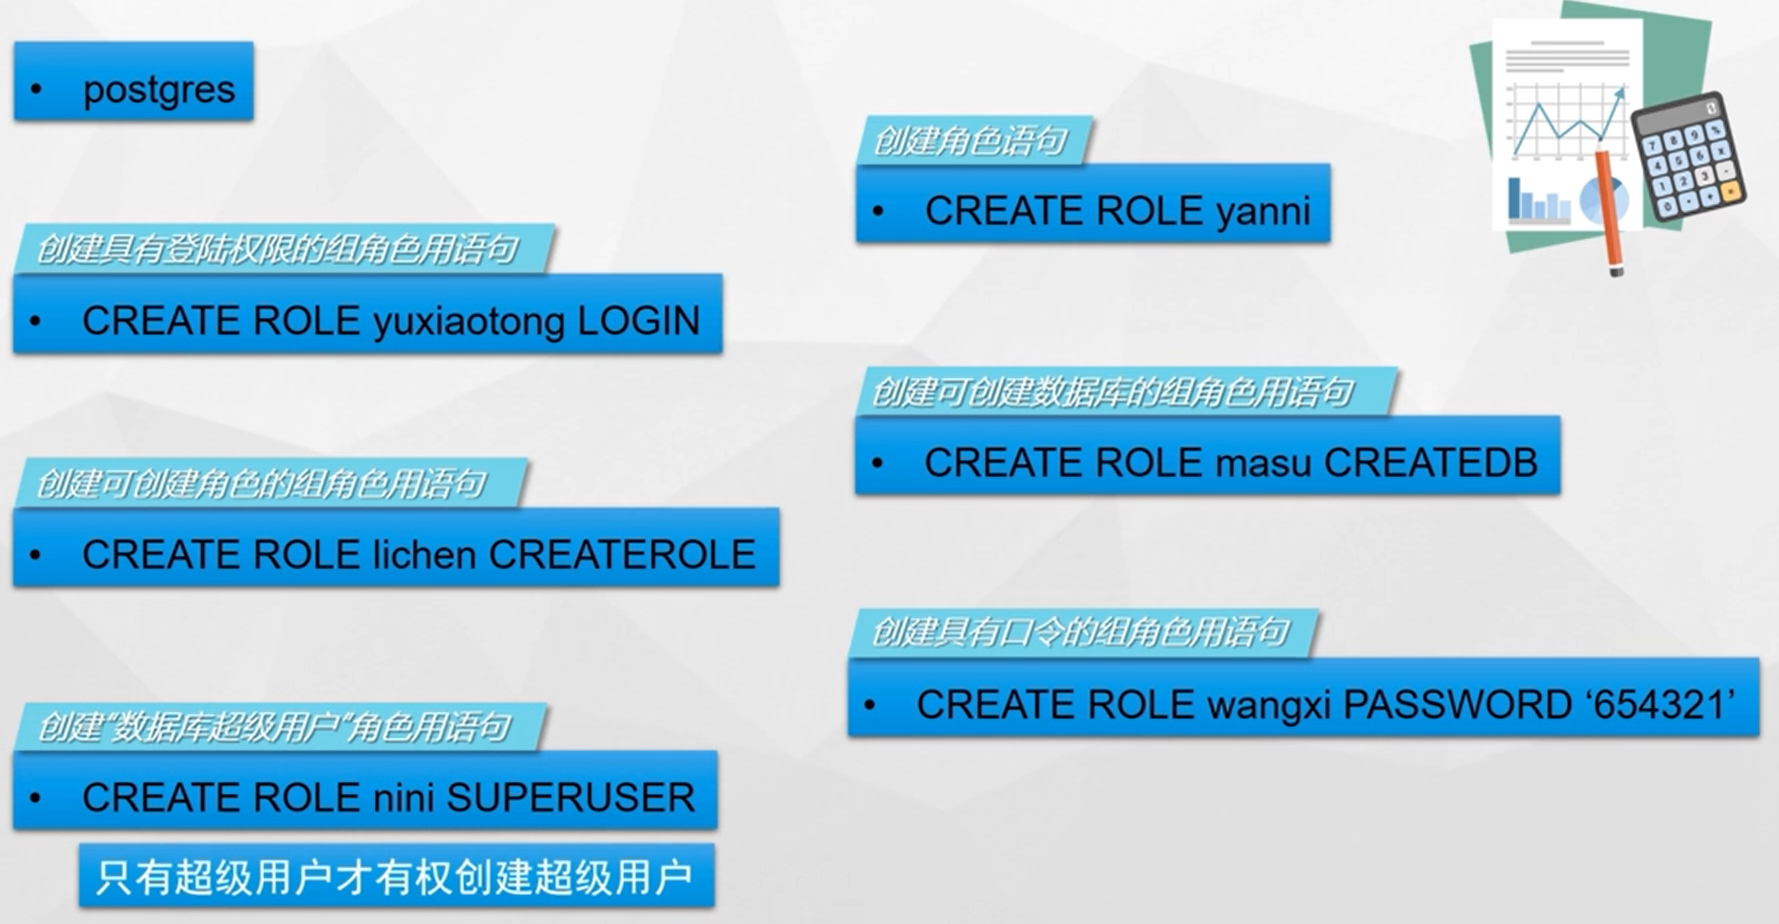 • postgres
创建角色语句
• CREATE ROLE yanni
创建具有登陆权限的组角色用语句
• CREATE ROLE yuxiaotong LOGIN
创建可创建数据库的组角色用语句
• CREATE ROLE masu CREATEDB
创建可创建角色的组角色用语句
• CREATE ROLE lichen CREATEROLE
创建具有口令的组角色用语句
• CREATE ROLE wangxi PASSWORD ‘654321’
创建“数据库超级用户”角色用语句
• CREATE ROLE nini SUPERUSER
只有超级用户才有权创建超级用户